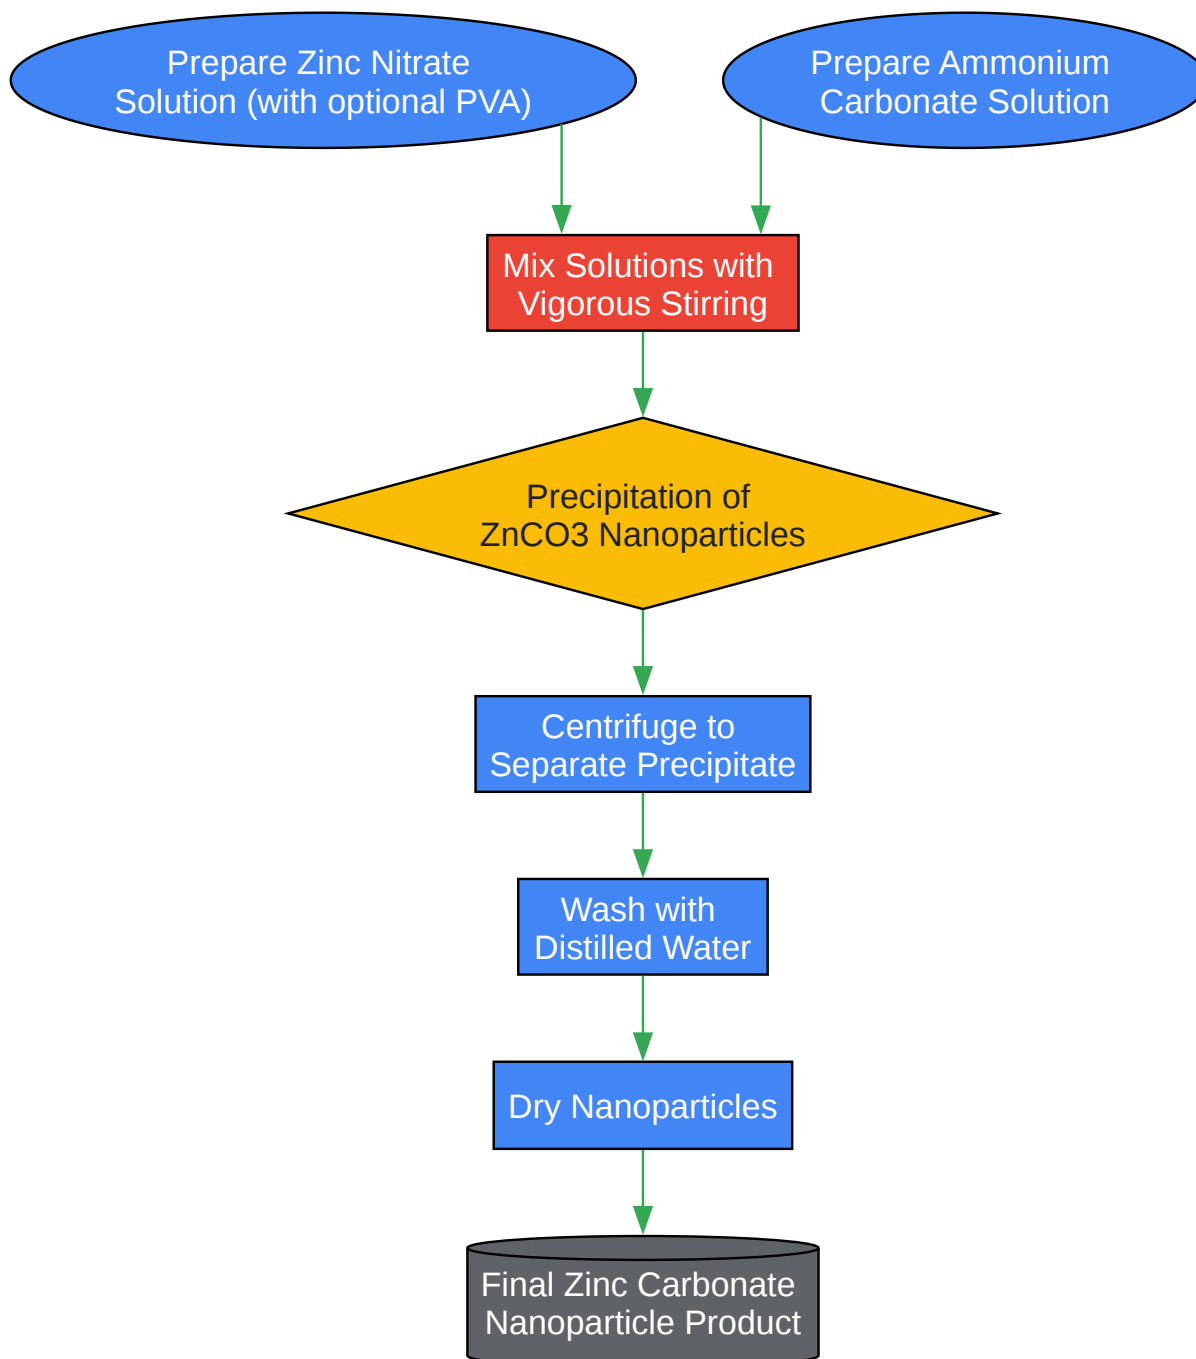 Prepare Zinc Nitrate
Solution (with optional PVA)
Prepare Ammonium
Carbonate Solution
Mix Solutions with
Vigorous Stirring
Precipitation of
ZnCO3 Nanoparticles
Centrifuge to
Separate Precipitate
Wash with
Distilled Water
Dry Nanoparticles
Final Zinc Carbonate
Nanoparticle Product